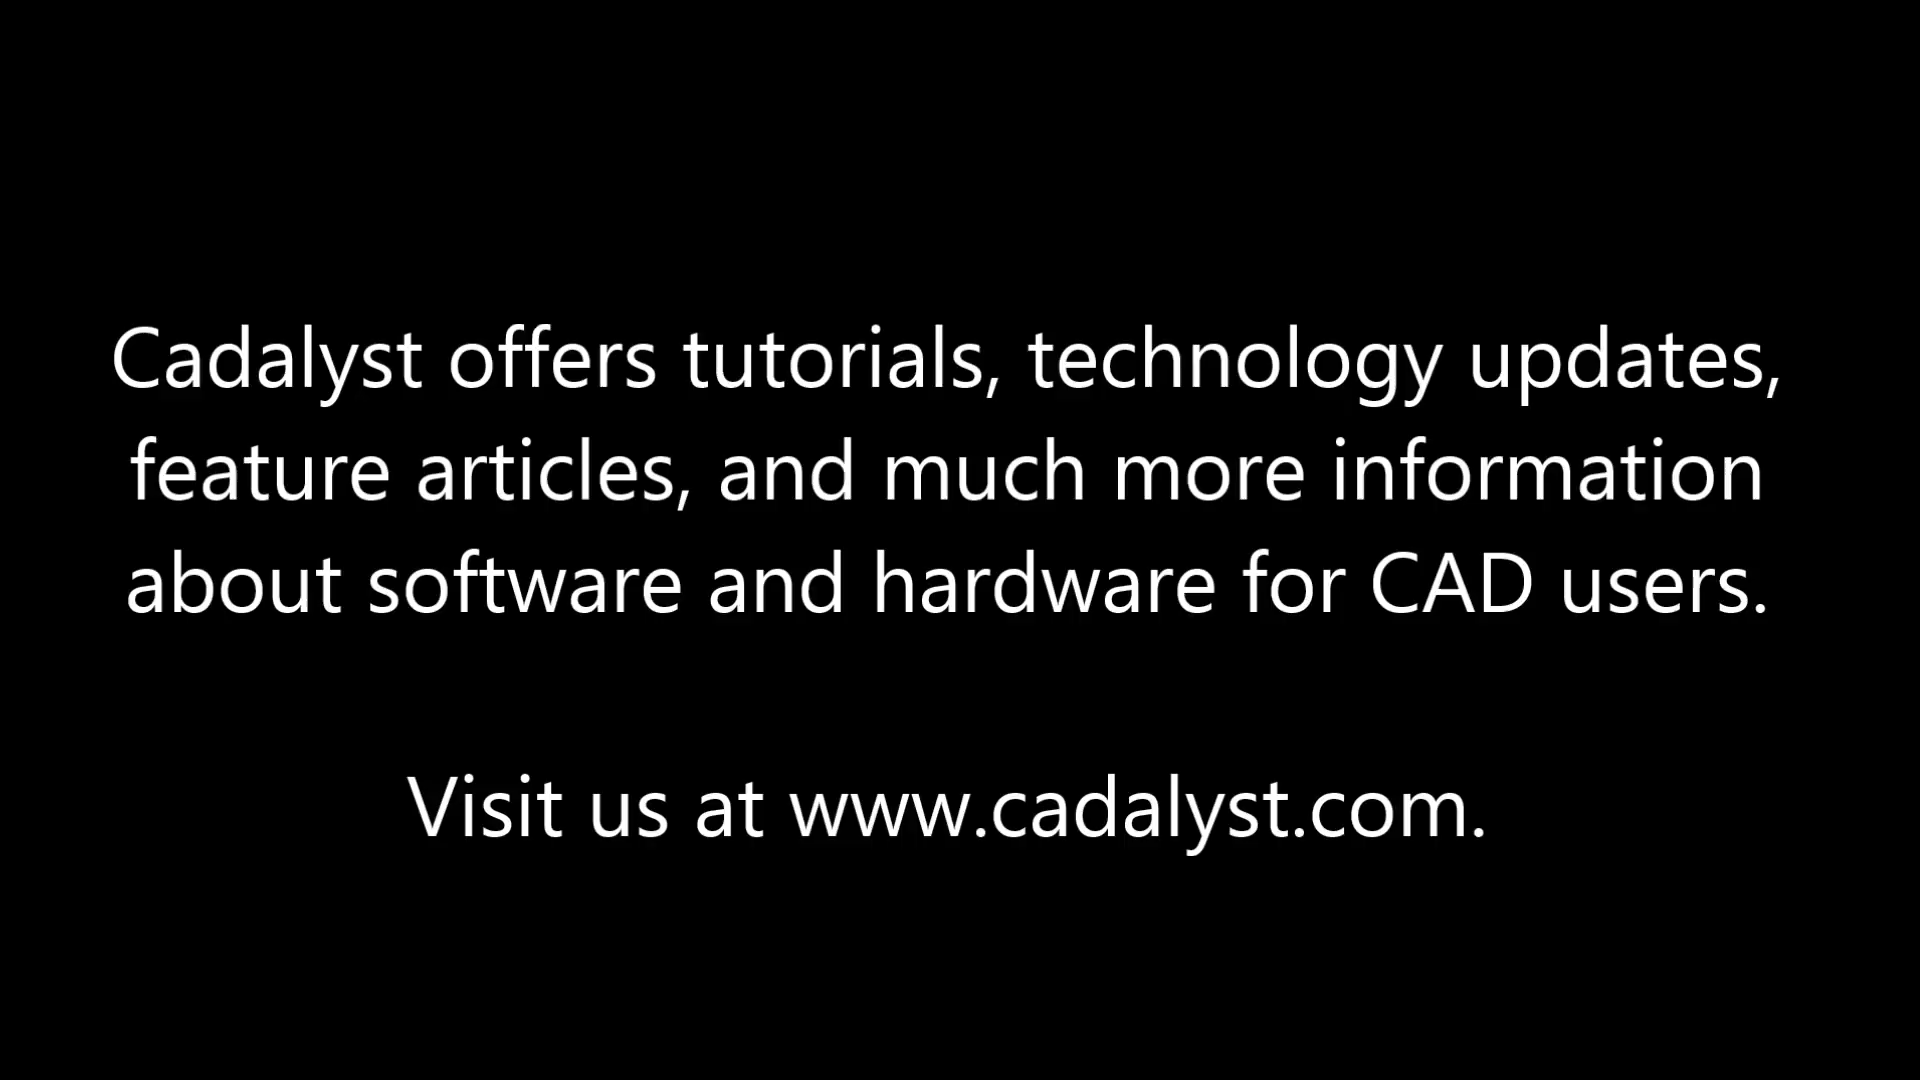 Cadalyst offers tutorials, technology updates,
feature articles, and much more information
about software and hardware for CAD users.
Visit us at www.cadalyst.com.